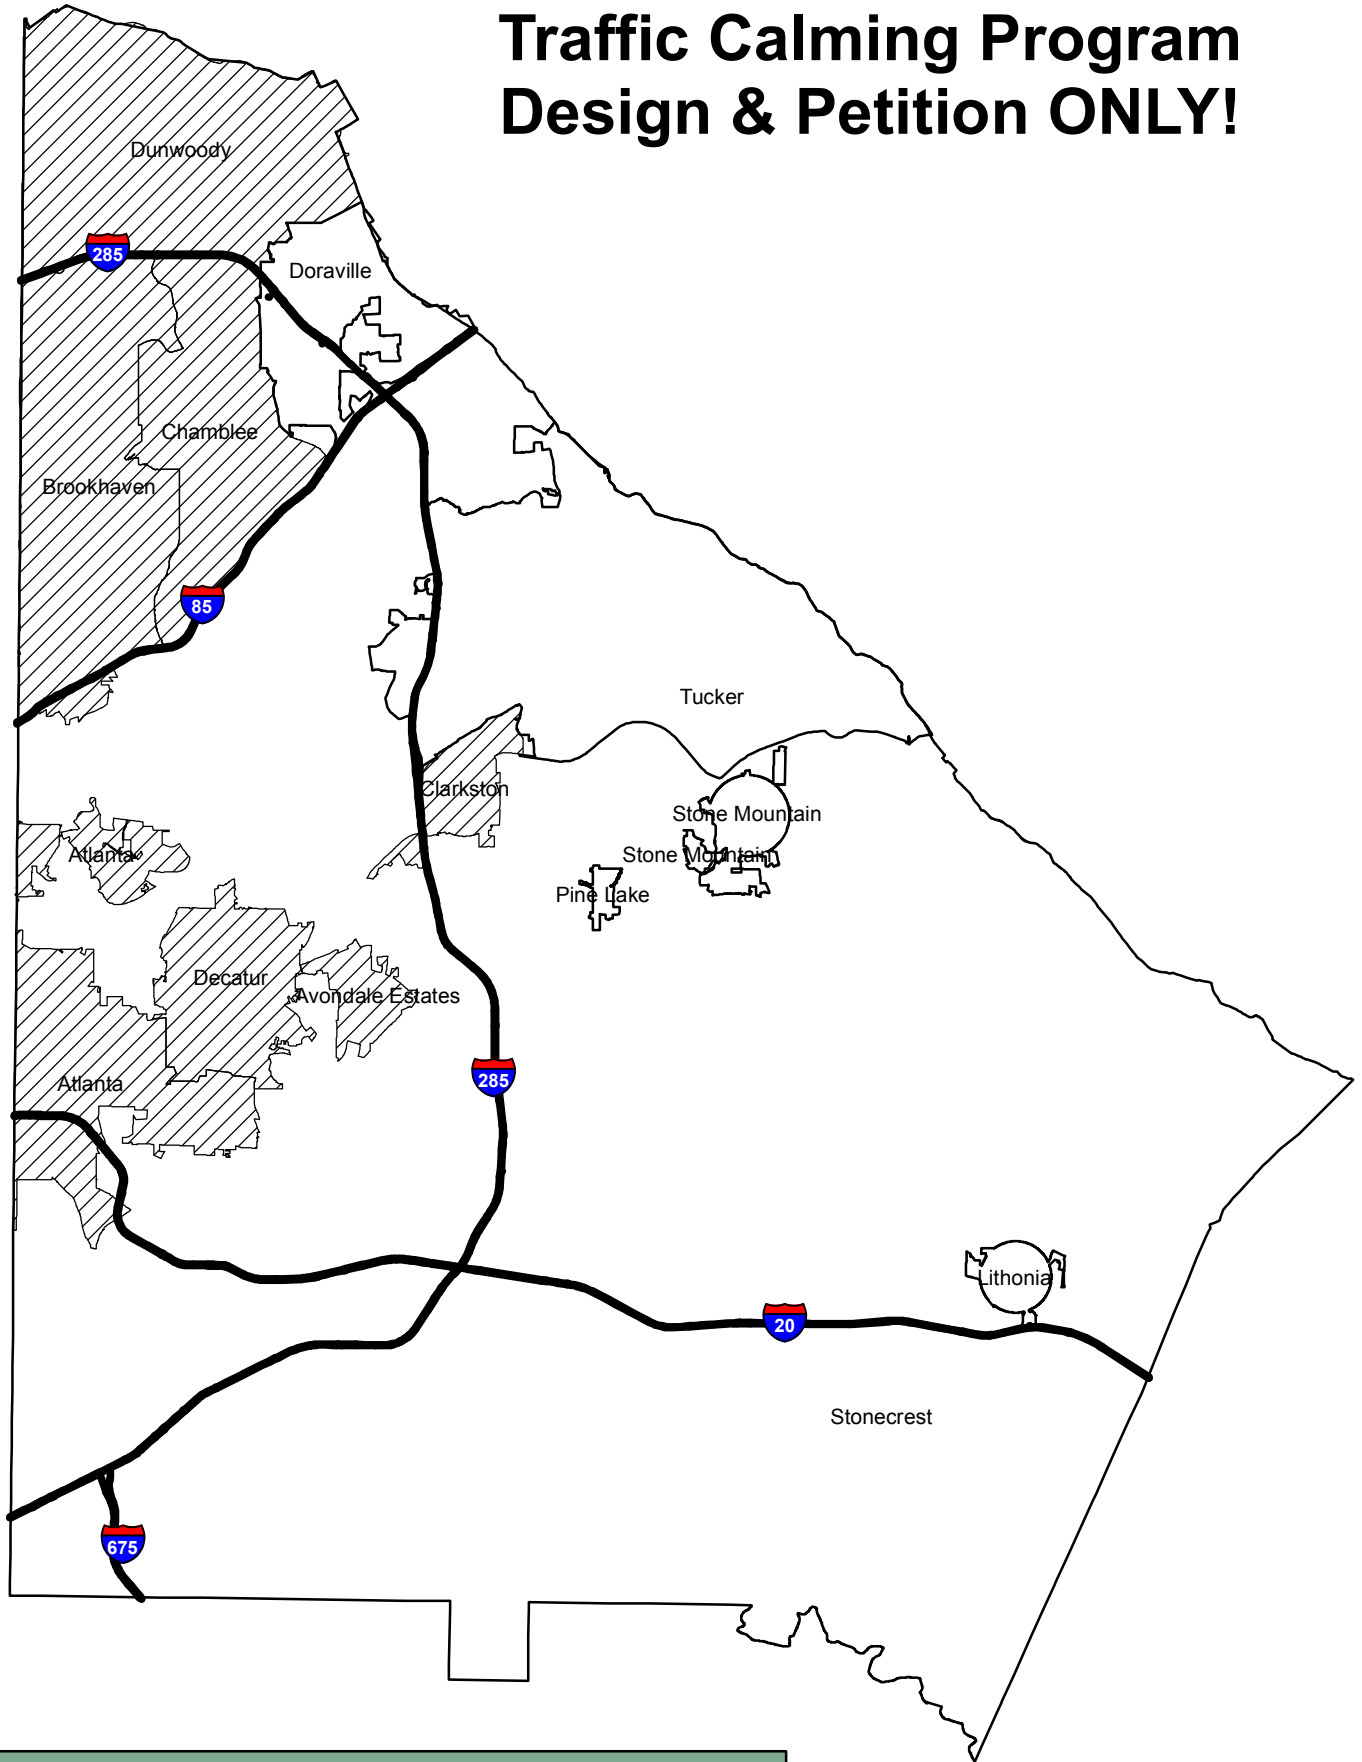 Traffic Calming Program
Design & Petition ONLY!
Dunwoody
285
Doraville
Chamblee
Brookhaven
85
Tucker
Clarkston
Stone Mountain
Atlanta
Stone Mountain
Pine Lake
Decatur
Avondale Estates
285
Atlanta
Lithonia
20
Stonecrest
675